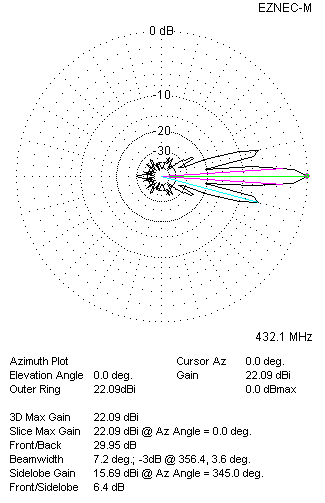 EZNEC-M
0 dB
-10
-20
-30
432.1 MHz
Azimuth Plot Cursor Az 0.0 deg.
Elevation Angle 0.0 deg. Gain 22.09 dBi
Outer Ring 22.09dBi 0.0 dBmax
3D Max Gain 22.09 dBi
Slice Max Gain 22.09 dBi @ Az Angle = 0.0 deg.
Front/Back 29.95 dB
Beamwidth 7.2 deg.; -3dB @ 356.4, 3.6 deg.
Sidelobe Gain 15.69 dBi @ Az Angle = 345.0 deg.
Front/Sidelobe 6.4 dB